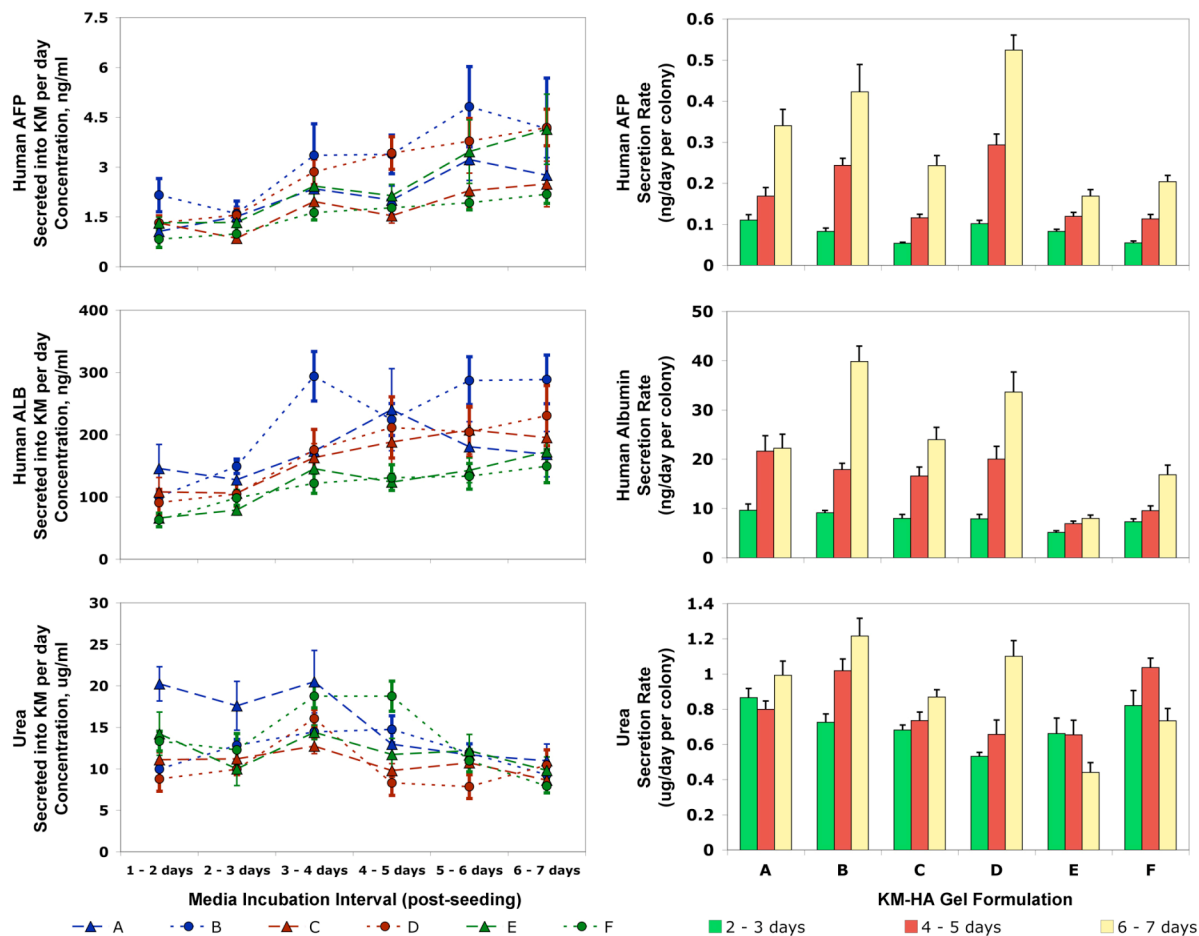 Human AFP
Secreted into KM per day
Concentration, ng/ml
7.5
6
4.5
3
1.5
0
Human AFP
Secretion Rate
(ng/day per colony)
0.6
0.5
0.4
0.3
0.2
0.1
0
Human ALB
Secreted into KM per day
Concentration, ng/ml
400
300
200
100
0
Human Albumin
Secretion Rate
(ng/day per colony)
50
40
30
20
10
0
Urea
Secreted into KM per day
Concentration, ug/ml
30
25
20
15
10
5
0
1 - 2 days 2 - 3 days 3 - 4 days 4 - 5 days 5 - 6 days 6 - 7 days
Media Incubation Interval (post-seeding)
A B C D E F
Urea
Secretion Rate
(ug/day per colony)
1.4
1.2
1
0.8
0.6
0.4
0.2
0
A B C D E F
KM-HA Gel Formulation
2 - 3 days 4 - 5 days 6 - 7 days